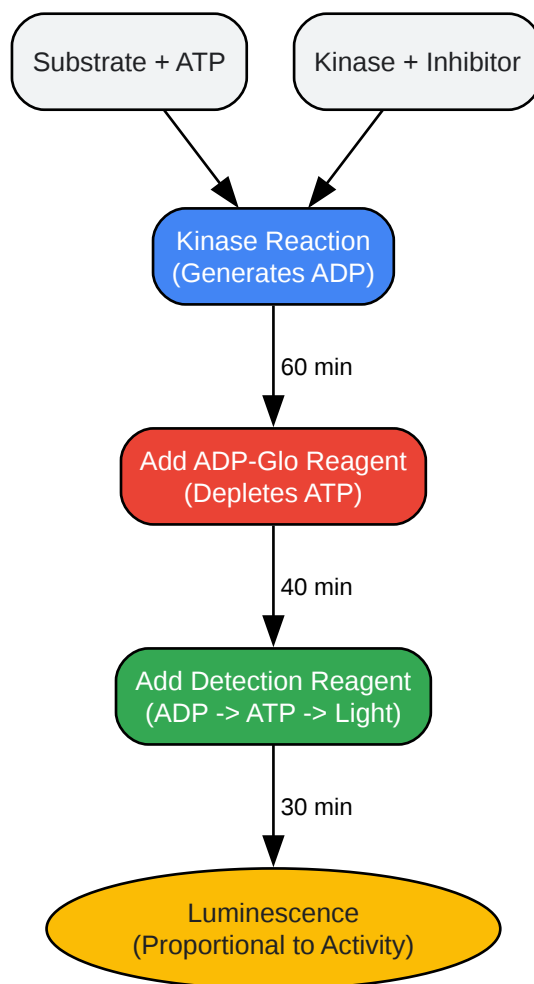 Substrate + ATP
Kinase + Inhibitor
Kinase Reaction
(Generates ADP)
60 min
Add ADP-Glo Reagent
(Depletes ATP)
40 min
Add Detection Reagent
(ADP -> ATP -> Light)
30 min
Luminescence
(Proportional to Activity)